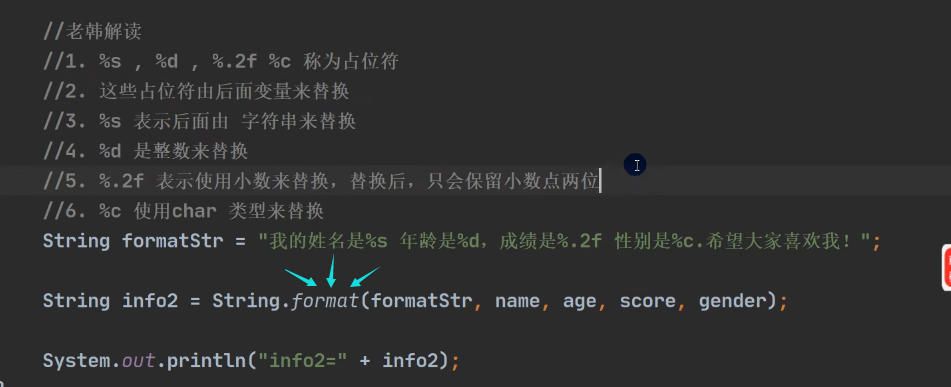 //老韩解读
//1. %s , %d , %.2f %c 称为占位符
//2. 这些占位符由后面变量来替换
//3. %s 表示后面由 字符串来替换
//4. %d 是整数来替换
//5. %.2f 表示使用小数来替换，替换后，只会保留小数点两位
//6. %c 使用char 类型来替换
String formatStr = "我的姓名是%s 年龄是%d，成绩是%.2f 性别是%c.希望大家喜欢我！";
String info2 = String.format(formatStr, name, age, score, gender);
System.out.println("info2=" + info2);